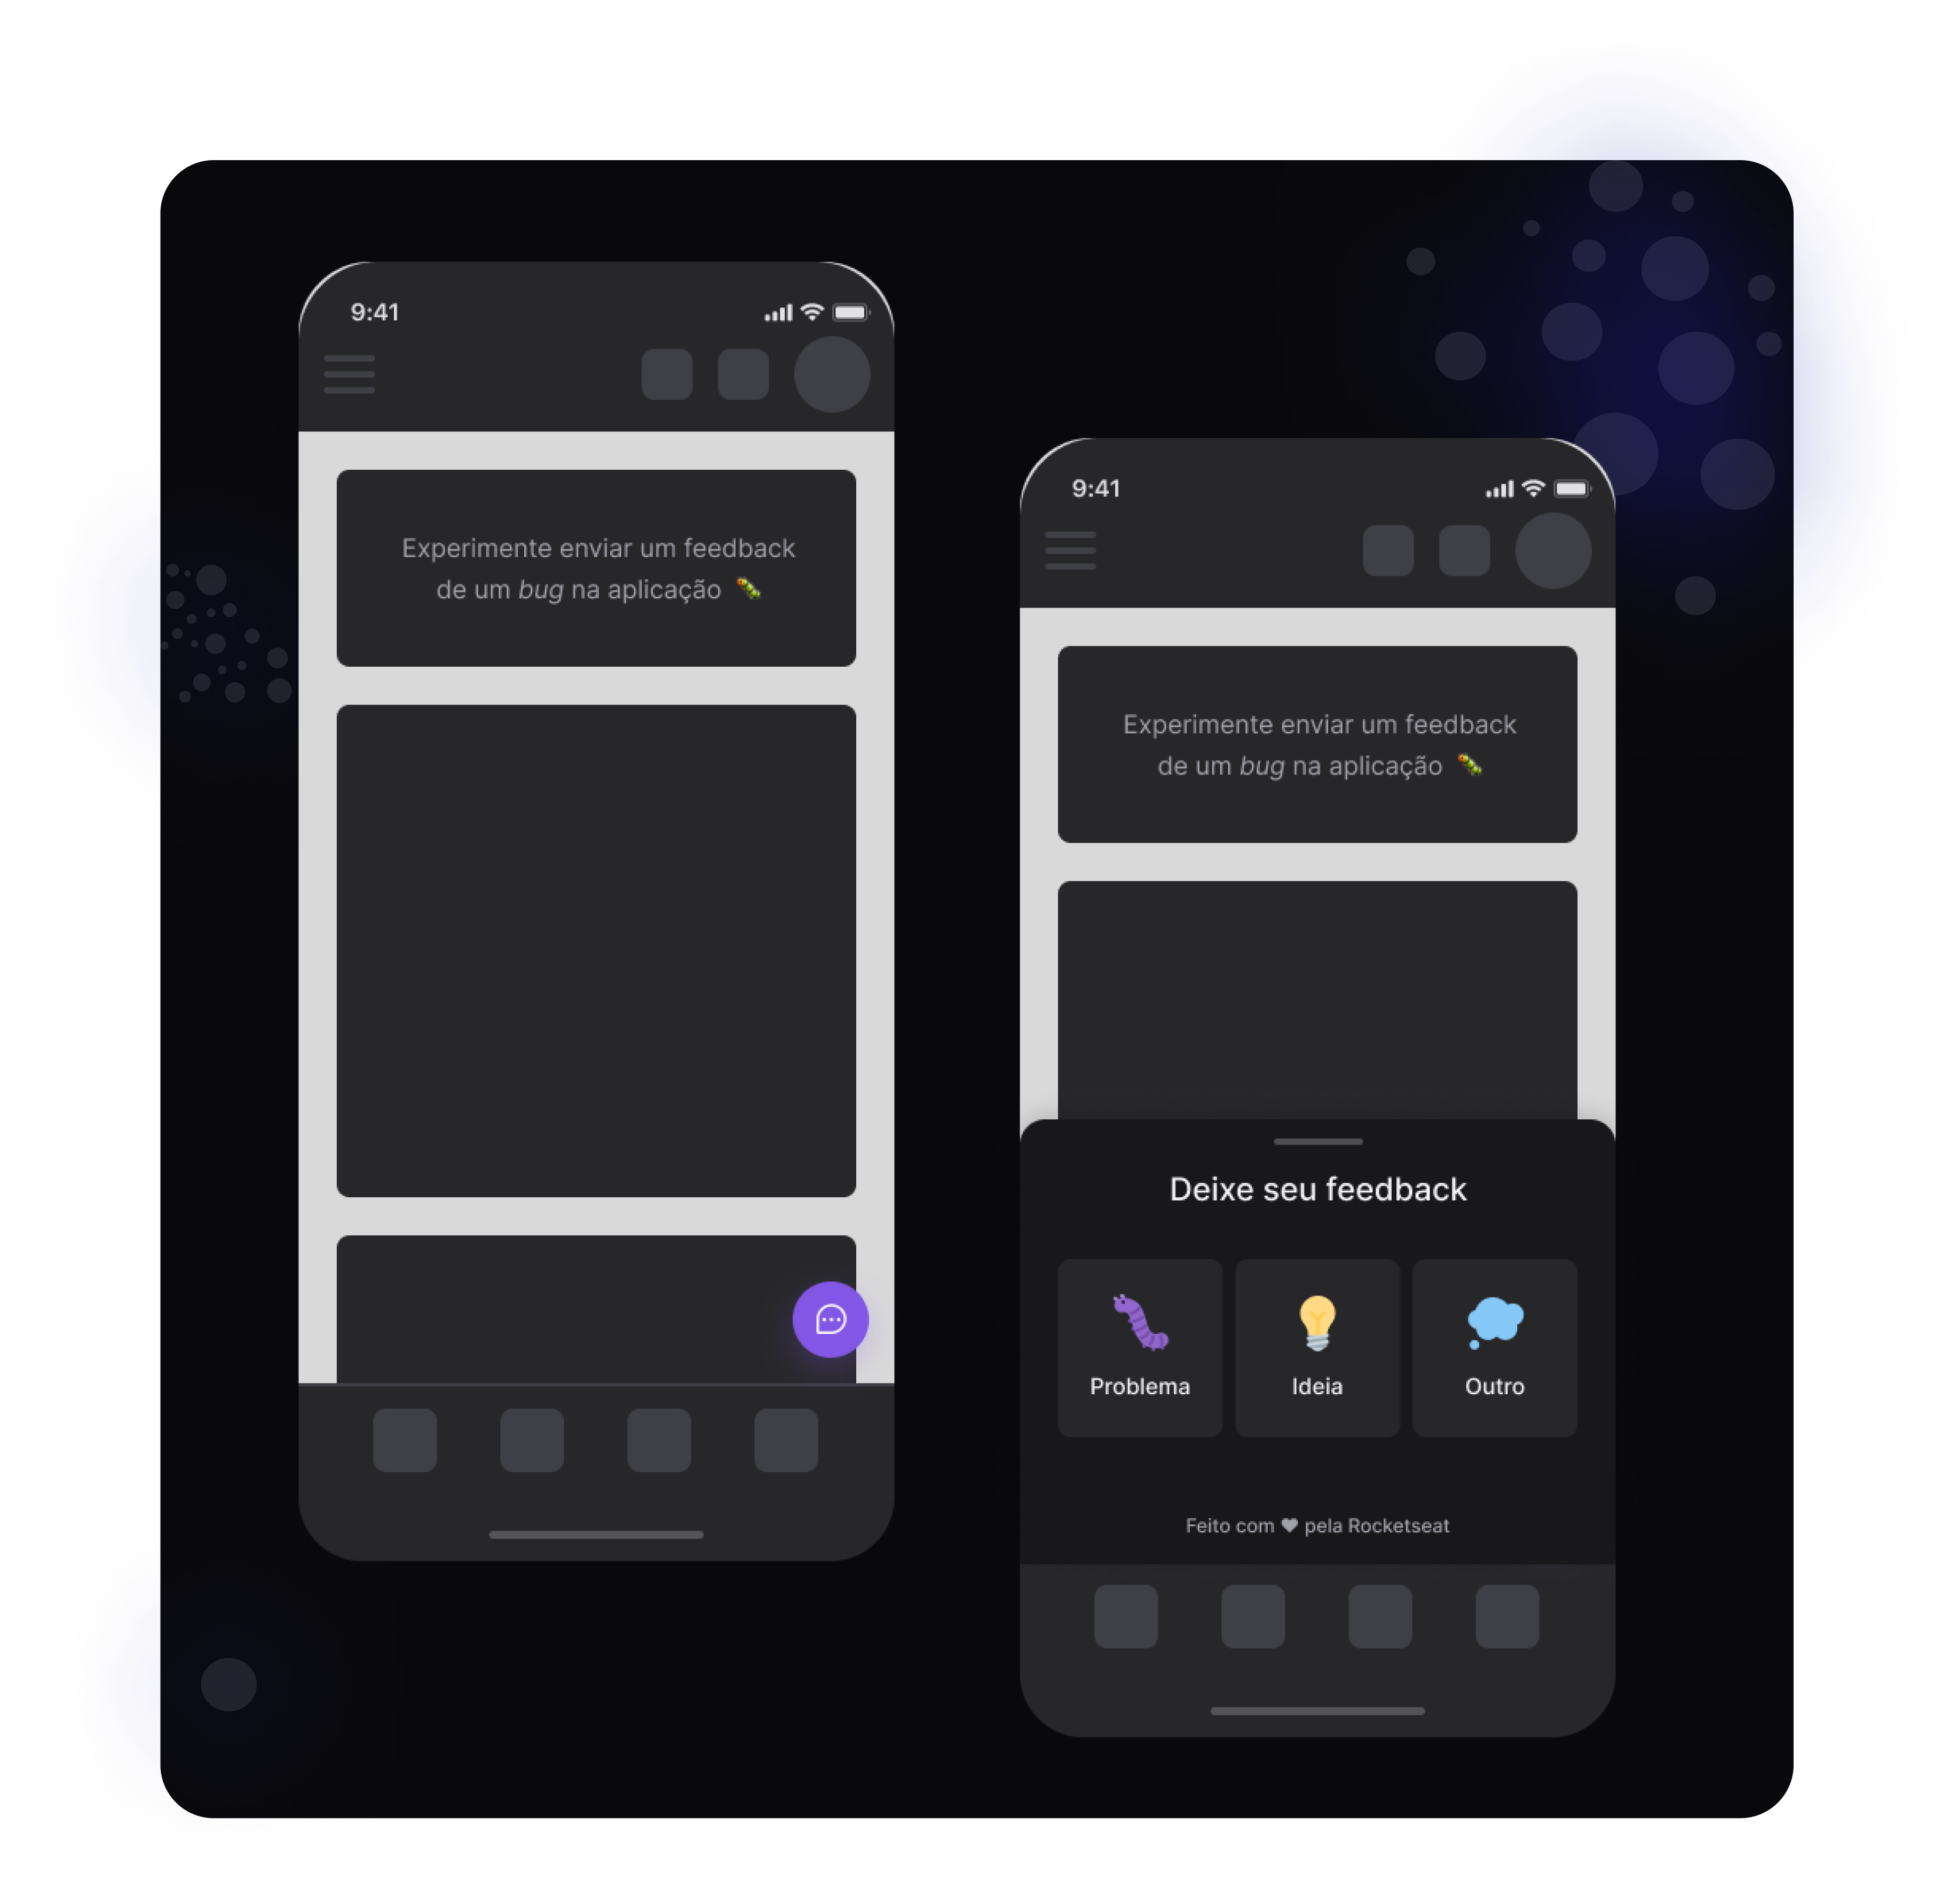 9:41
Experimente enviar um feedback
de um bug na aplicação 🐛
9:41
Experimente enviar um feedback
de um bug na aplicação 🐛
Deixe seu feedback
Problema
Ideia
Outro
Feito com ♥ pela Rocketseat